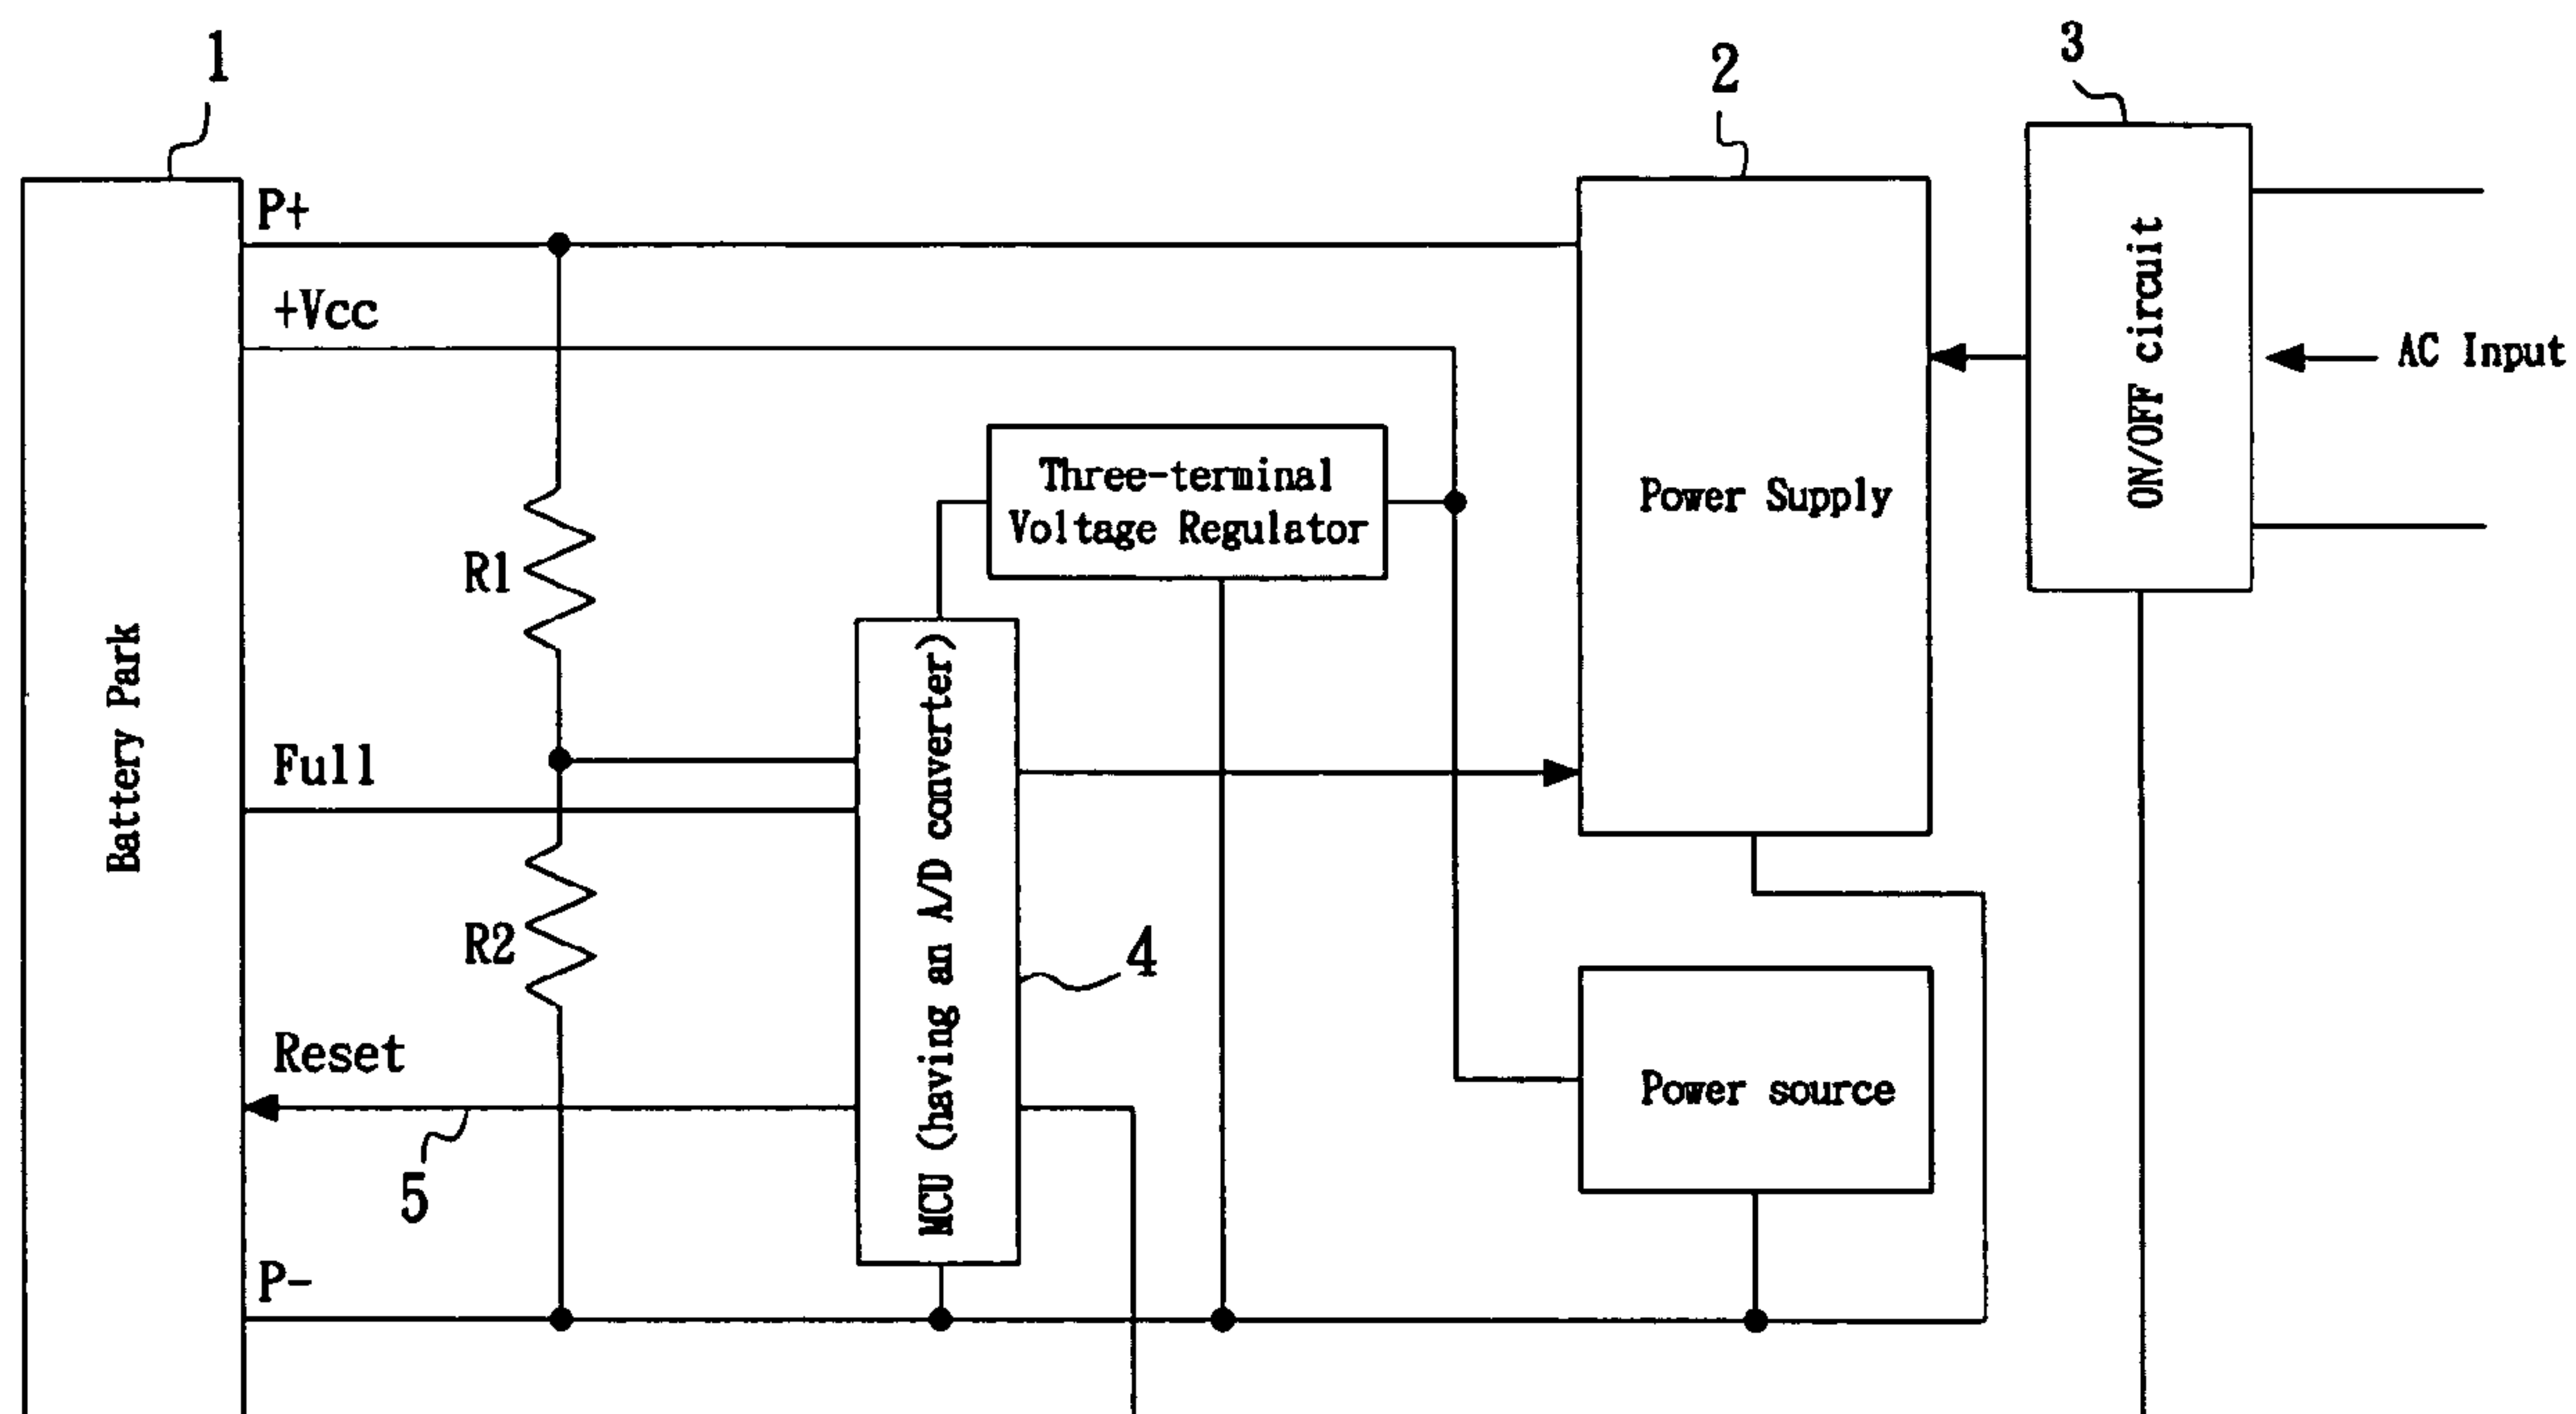 1
2
3
P+
+Vcc
AC Input
ON/OFF circuit
Three-terminal
Voltage Regulator
Power Supply
R1
Battery Park
Full
MCU (having an A/D converter)
R2
4
Reset
Power source
5
P-